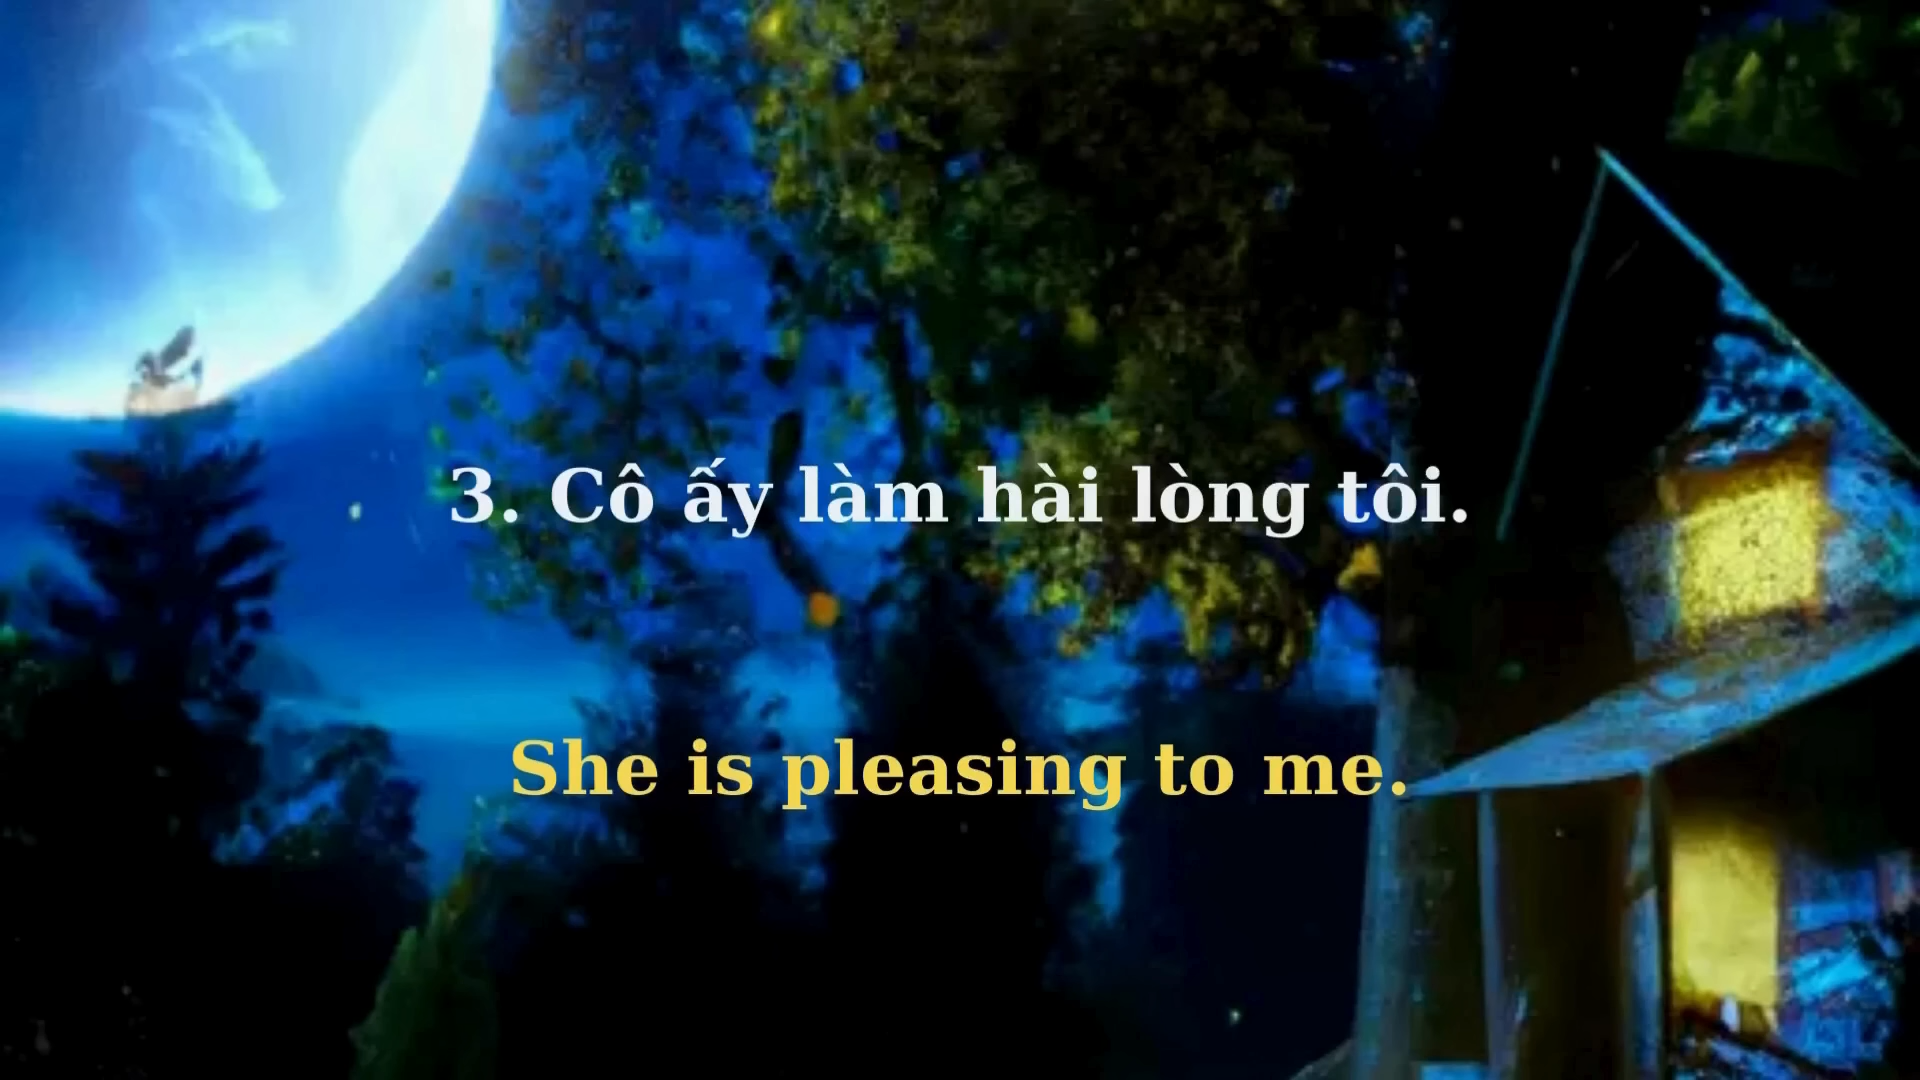 3. Cô ấy làm hài lòng tôi.
She is pleasing to me.